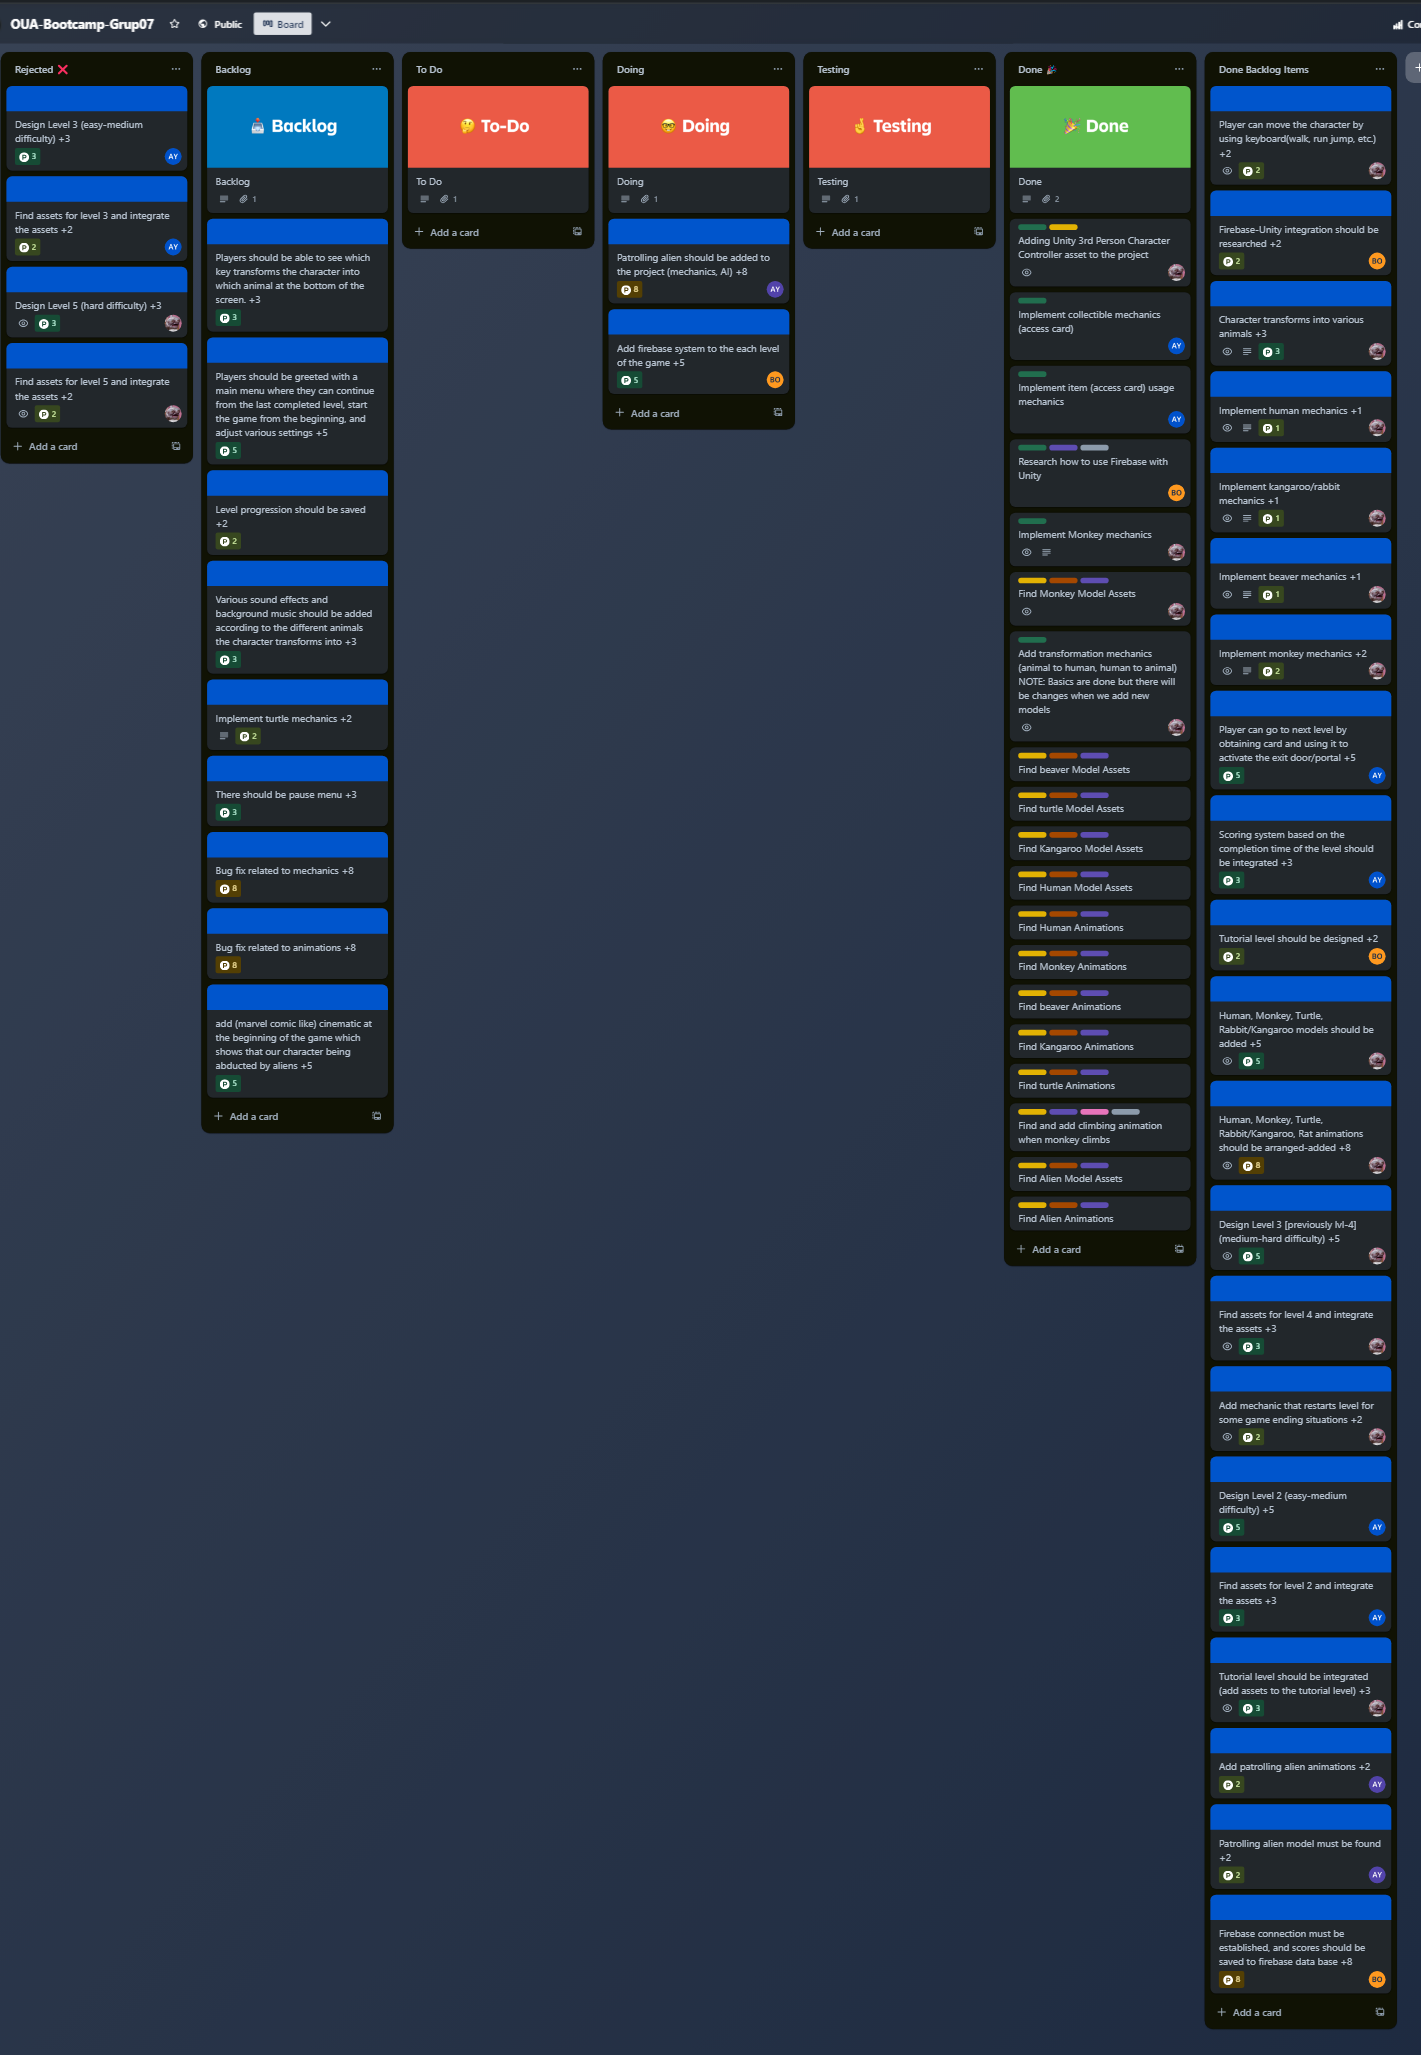 OUA-Bootcamp-Grup07
Public
Board
Co
Rejected
Design Level 3 (easy-medium
difficulty) +3
P 3
AY
Find assets for level 3 and integrate
the assets +2
P 2
AY
Design Level 5 (hard difficulty) +3
P 3
Find assets for level 5 and integrate
the assets +2
P 2
+ Add a card
Backlog
Backlog
Backlog
1
Players should be able to see which
key transforms the character into
which animal at the bottom of the
screen. +3
P 3
Players should be greeted with a
main menu where they can continue
from the last completed level, start
the game from the beginning, and
adjust various settings +5
P 5
Level progression should be saved
+2
P 2
Various sound effects and
background music should be added
according to the different animals
the character transforms into +3
P 3
Implement turtle mechanics +2
P 2
There should be pause menu +3
P 3
Bug fix related to mechanics +8
P 8
Bug fix related to animations +8
P 8
add (marvel comic like) cinematic at
the beginning of the game which
shows that our character being
abducted by aliens +5
P 5
+ Add a card
To Do
To-Do
To Do
1
+ Add a card
Doing
Doing
Doing
1
Patrolling alien should be added to
the project (mechanics, AI) +8
P 8
AY
Add firebase system to the each level
of the game +5
P 5
BO
+ Add a card
Testing
Testing
Testing
1
+ Add a card
Done
Done
Done
2
Adding Unity 3rd Person Character
Controller asset to the project
Implement collectible mechanics
(access card)
AY
Implement item (access card) usage
mechanics
AY
Research how to use Firebase with
Unity
BO
Implement Monkey mechanics
Find Monkey Model Assets
Add transformation mechanics
(animal to human, human to animal)
NOTE: Basics are done but there will
be changes when we add new
models
Find beaver Model Assets
Find turtle Model Assets
Find Kangaroo Model Assets
Find Human Model Assets
Find Human Animations
Find Monkey Animations
Find beaver Animations
Find Kangaroo Animations
Find turtle Animations
Find and add climbing animation
when monkey climbs
Find Alien Model Assets
Find Alien Animations
+ Add a card
Done Backlog Items
Player can move the character by
using keyboard(walk, run jump, etc.)
+2
P 2
Firebase-Unity integration should be
researched +2
P 2
BO
Character transforms into various
animals +3
P 3
Implement human mechanics +1
P 1
Implement kangaroo/rabbit
mechanics +1
P 1
Implement beaver mechanics +1
P 1
Implement monkey mechanics +2
P 2
Player can go to next level by
obtaining card and using it to
activate the exit door/portal +5
P 5
AY
Scoring system based on the
completion time of the level should
be integrated +3
P 3
AY
Tutorial level should be designed +2
P 2
BO
Human, Monkey, Turtle,
Rabbit/Kangaroo models should be
added +5
P 5
Human, Monkey, Turtle,
Rabbit/Kangaroo, Rat animations
should be arranged-added +8
P 8
Design Level 3 [previously lvl-4]
(medium-hard difficulty) +5
P 5
Find assets for level 4 and integrate
the assets +3
P 3
Add mechanic that restarts level for
some game ending situations +2
P 2
Design Level 2 (easy-medium
difficulty) +5
P 5
AY
Find assets for level 2 and integrate
the assets +3
P 3
AY
Tutorial level should be integrated
(add assets to the tutorial level) +3
P 3
Add patrolling alien animations +2
P 2
AY
Patrolling alien model must be found
+2
P 2
AY
Firebase connection must be
established, and scores should be
saved to firebase data base +8
P 8
BO
+ Add a card